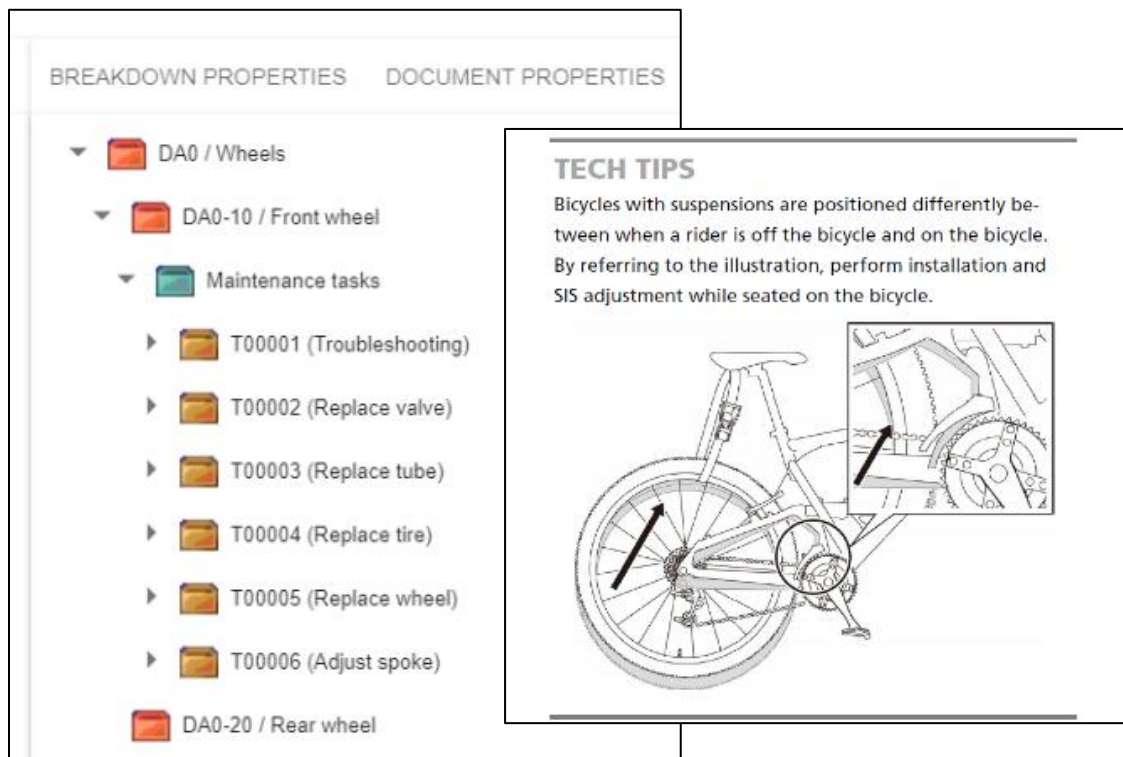 BREAKDOWN PROPERTIES DOCUMENT PROPERTIES
DA0 / Wheels
DA0-10 / Front wheel
Maintenance tasks
T00001 (Troubleshooting)
T00002 (Replace valve)
T00003 (Replace tube)
T00004 (Replace tire)
T00005 (Replace wheel)
T00006 (Adjust spoke)
DA0-20 / Rear wheel
TECH TIPS
Bicycles with suspensions are positioned differently be-
tween when a rider is off the bicycle and on the bicycle.
By referring to the illustration, perform installation and
SIS adjustment while seated on the bicycle.